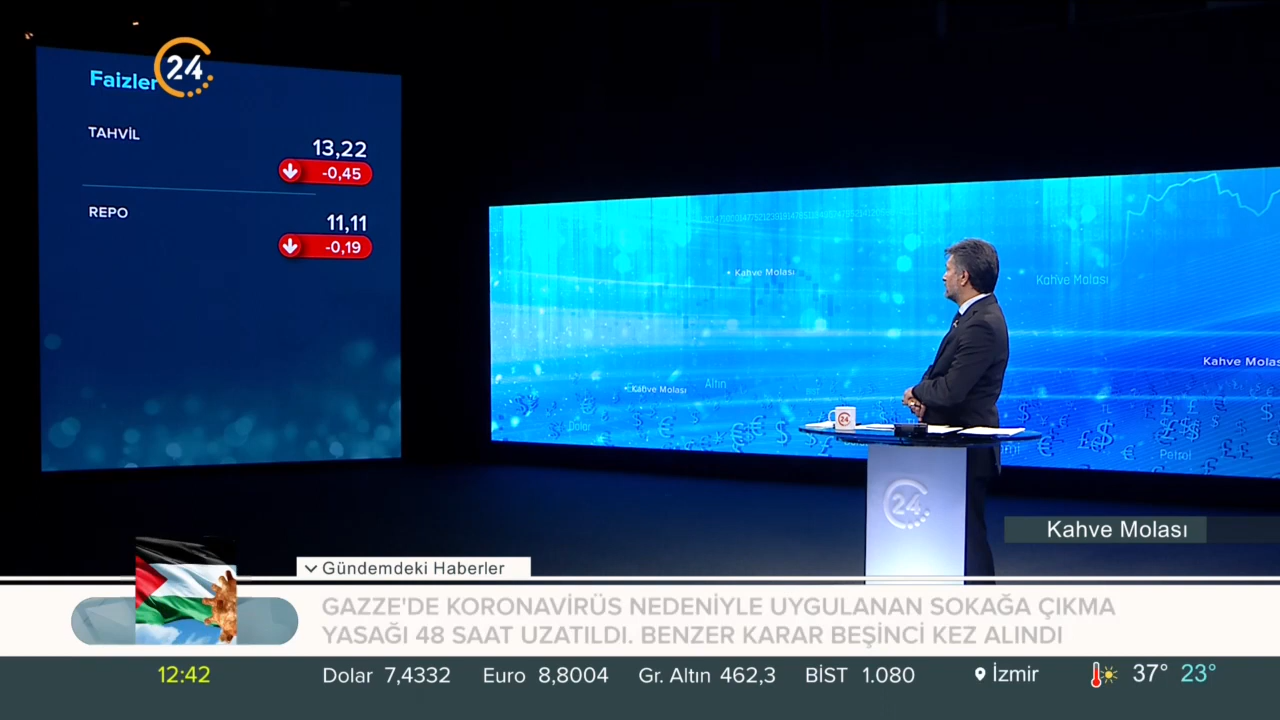 24
Faizler
TAHVİL
13,22
-0,45
REPO
11,11
-0,19
Kahve Molası
Kahve Molası
Kahve Molası
Kahve Molas
Altın
Dolar
Petrol
24
24
Kahve Molası
Gündemdeki Haberler
GAZZE'DE KORONAVİRÜS NEDENİYLE UYGULANAN SOKAĞA ÇIKMA
YASAĞI 48 SAAT UZATILDI. BENZER KARAR BEŞİNCİ KEZ ALINDI
12:42 Dolar 7,4332 Euro 8,8004 Gr. Altın 462,3 BİST 1.080 İzmir 37° 23°